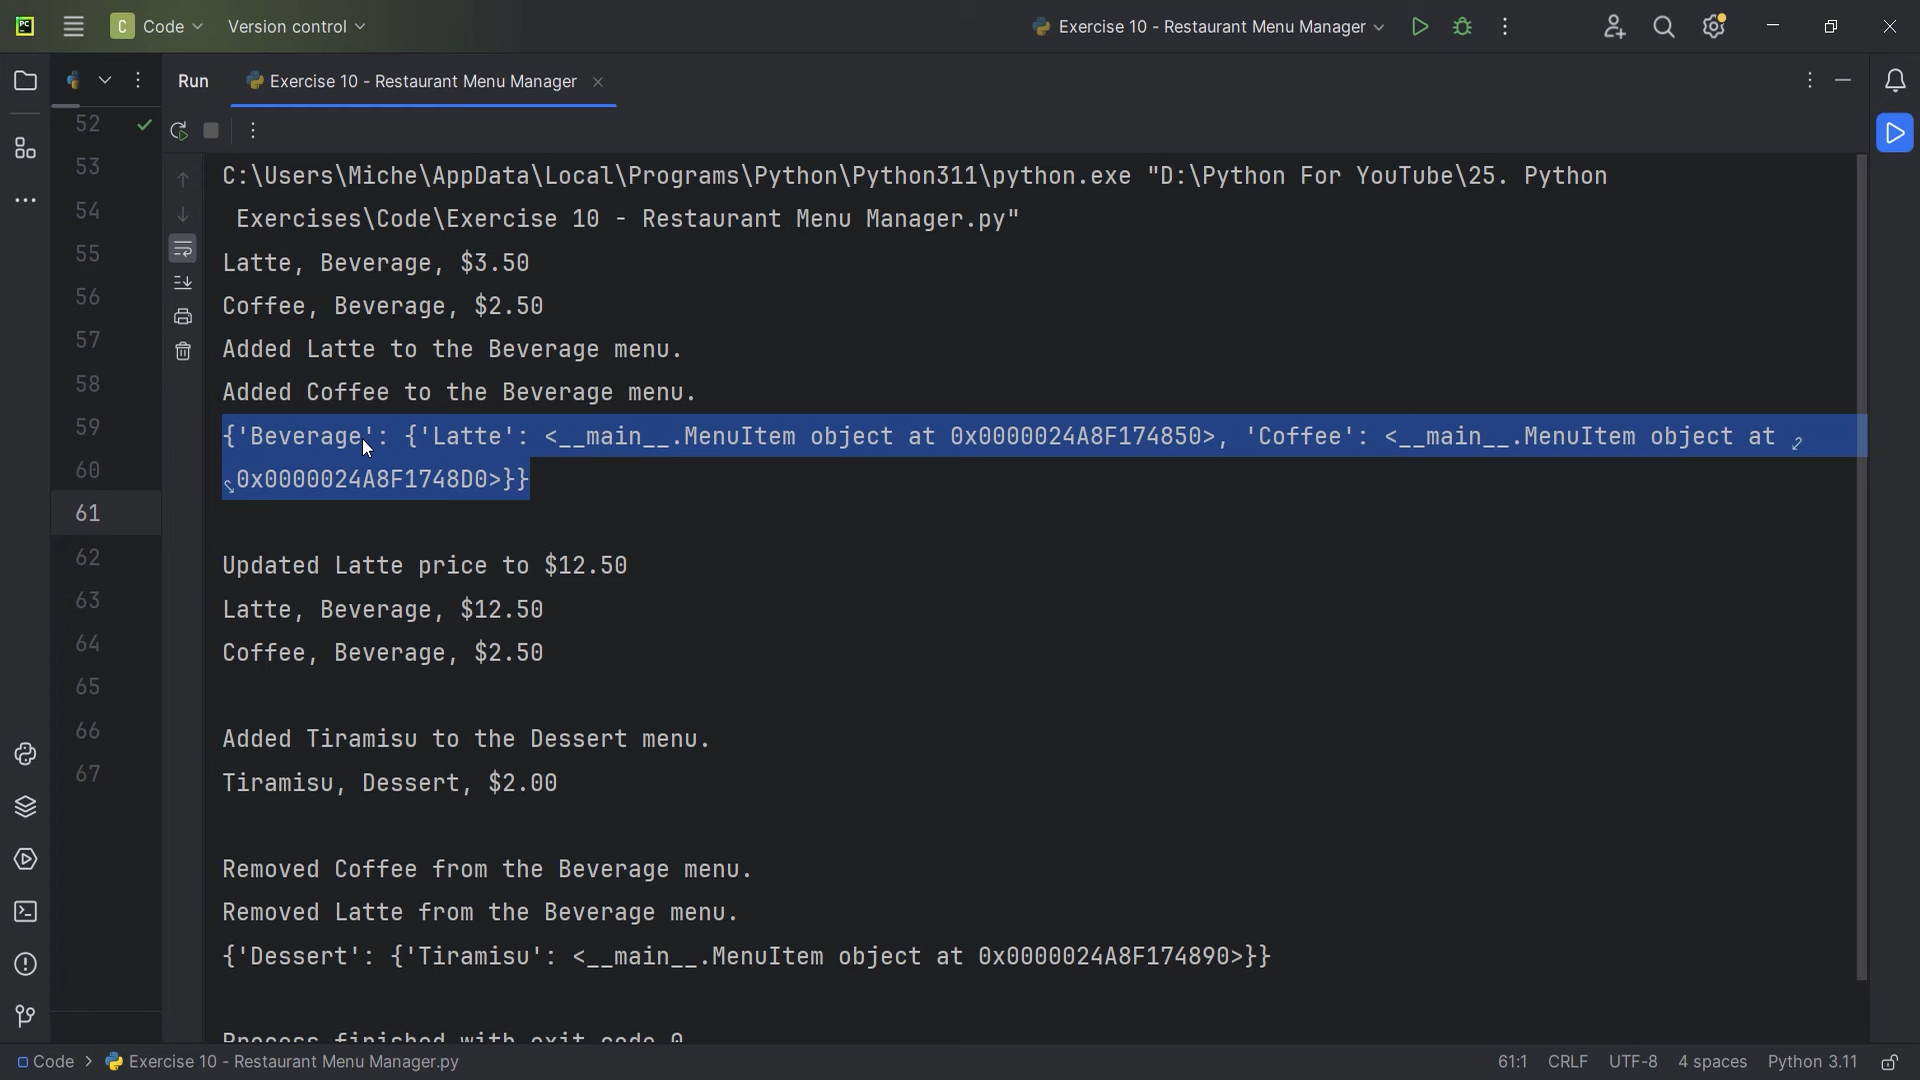 PC
C Code
Version control
Exercise 10 - Restaurant Menu Manager
Run
Exercise 10 - Restaurant Menu Manager
52
53
54
55
56
57
58
59
60
61
62
63
64
65
66
67
C:\Users\Miche\AppData\Local\Programs\Python\Python311\python.exe "D:\Python For YouTube\25. Python
Exercises\Code\Exercise 10 - Restaurant Menu Manager.py"
Latte, Beverage, $3.50
Coffee, Beverage, $2.50
Added Latte to the Beverage menu.
Added Coffee to the Beverage menu.
{'Beverage': {'Latte': <__main__.MenuItem object at 0x0000024A8F174850>, 'Coffee': <__main__.MenuItem object at
0x0000024A8F1748D0>}}
Updated Latte price to $12.50
Latte, Beverage, $12.50
Coffee, Beverage, $2.50
Added Tiramisu to the Dessert menu.
Tiramisu, Dessert, $2.00
Removed Coffee from the Beverage menu.
Removed Latte from the Beverage menu.
{'Dessert': {'Tiramisu': <__main__.MenuItem object at 0x0000024A8F174890>}}
Process finished with exit code 0
Code > Exercise 10 - Restaurant Menu Manager.py
61:1 CRLF UTF-8 4 spaces Python 3.11